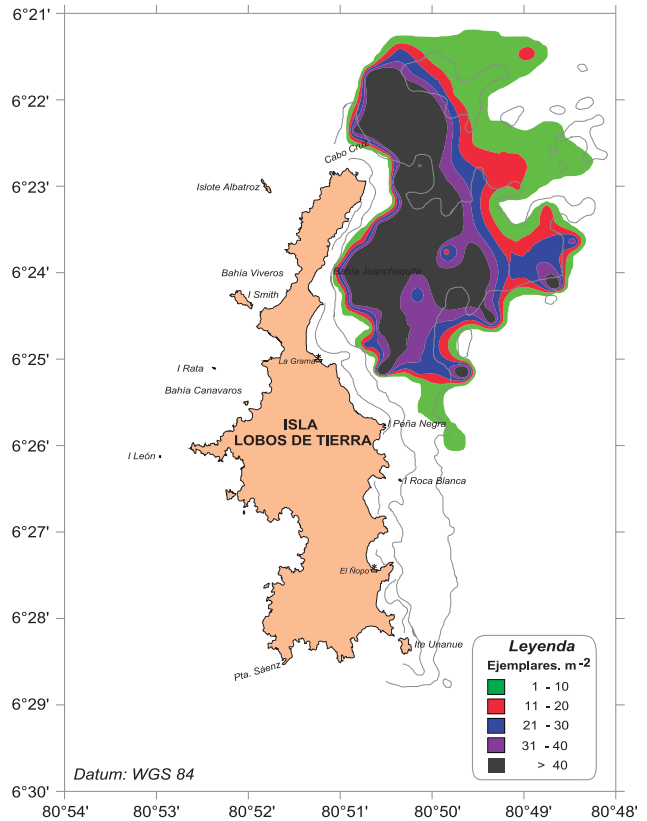 6°21'
6°22'
6°23'
6°24'
6°25'
6°26'
6°27'
6°28'
6°29'
6°30'
Cabo Cruz
Islote Albatroz
Bahía Viveros
Bahía Juanchuquita
I Smith
La Grama
I Rata
Bahía Canavaros
ISLA
LOBOS DE TIERRA
I Peña Negra
I León
I Roca Blanca
El Ñopo
Ite Unanue
Pta. Sáenz
Leyenda
Ejemplares. m-2
1 - 10
11 - 20
21 - 30
31 - 40
> 40
Datum: WGS 84
80°54' 80°53' 80°52' 80°51' 80°50' 80°49' 80°48'